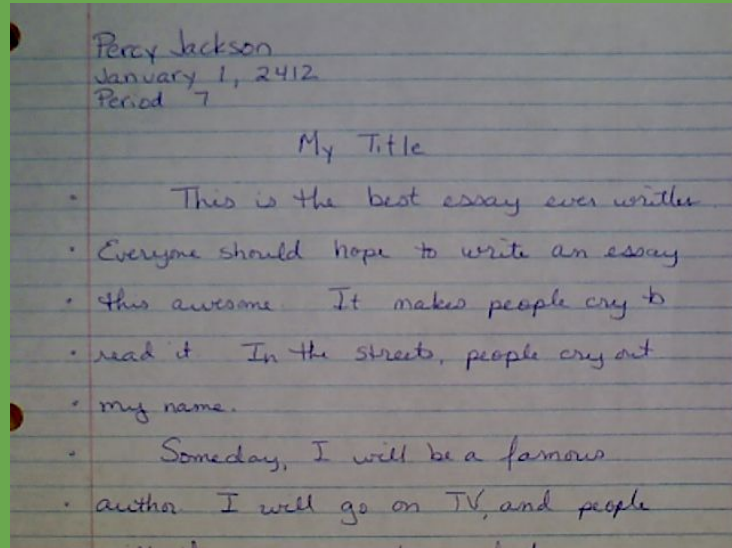 Percy Jackson
January 1, 2412
Period 7
My Title
This is the best essay ever written.
Everyone should hope to write an essay
this awesome. It makes people cry to
read it. In the streets, people cry out
my name.
Someday, I will be a famous
author. I will go on TV, and people